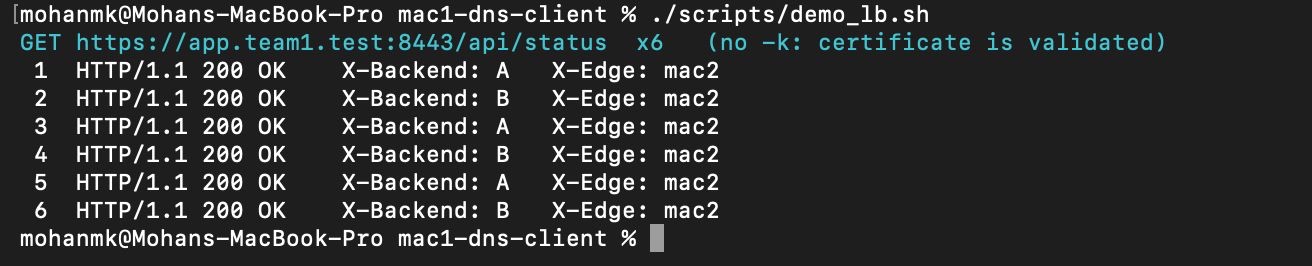 [mohanmk@Mohans-MacBook-Pro mac1-dns-client % ./scripts/demo_lb.sh
GET https://app.team1.test:8443/api/status  x6   (no -k: certificate is validated)
 1  HTTP/1.1 200 OK    X-Backend: A   X-Edge: mac2
 2  HTTP/1.1 200 OK    X-Backend: B   X-Edge: mac2
 3  HTTP/1.1 200 OK    X-Backend: A   X-Edge: mac2
 4  HTTP/1.1 200 OK    X-Backend: B   X-Edge: mac2
 5  HTTP/1.1 200 OK    X-Backend: A   X-Edge: mac2
 6  HTTP/1.1 200 OK    X-Backend: B   X-Edge: mac2
mohanmk@Mohans-MacBook-Pro mac1-dns-client %